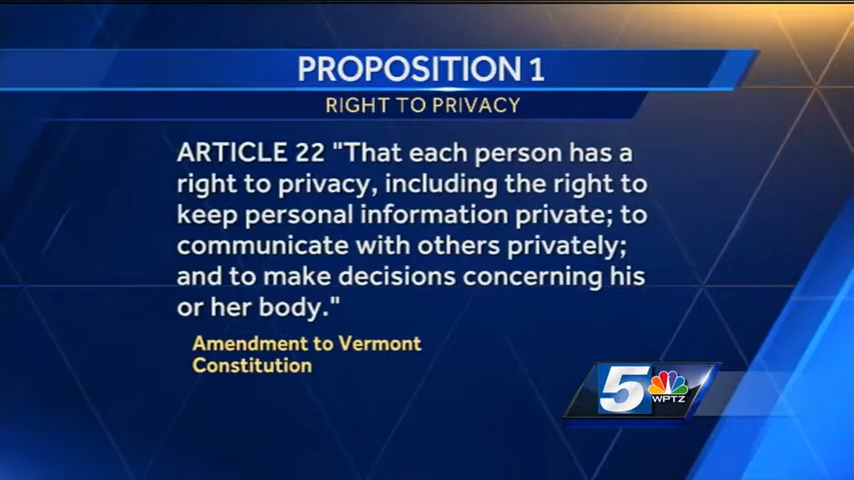 PROPOSITION 1
RIGHT TO PRIVACY
ARTICLE 22 "That each person has a
right to privacy, including the right to
keep personal information private; to
communicate with others privately;
and to make decisions concerning his
or her body."
Amendment to Vermont
Constitution
5
WPTZ